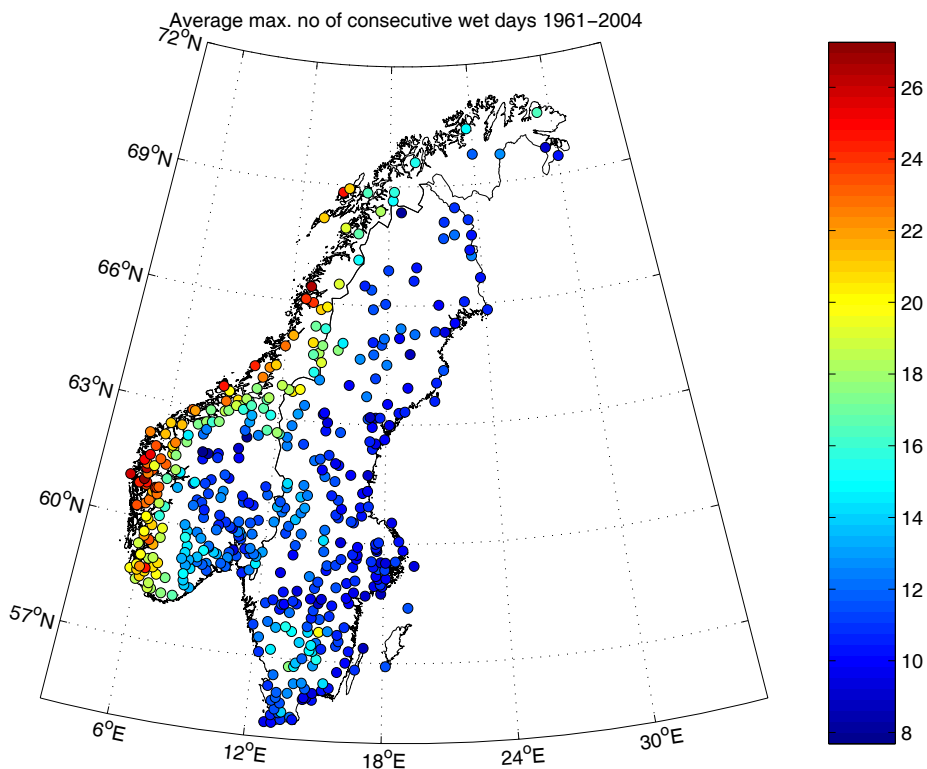 Average max. no of consecutive wet days 1961−2004
72°N
69°N
66°N
63°N
60°N
57°N
6°E
12°E
18°E
24°E
30°E
26
24
22
20
18
16
14
12
10
8